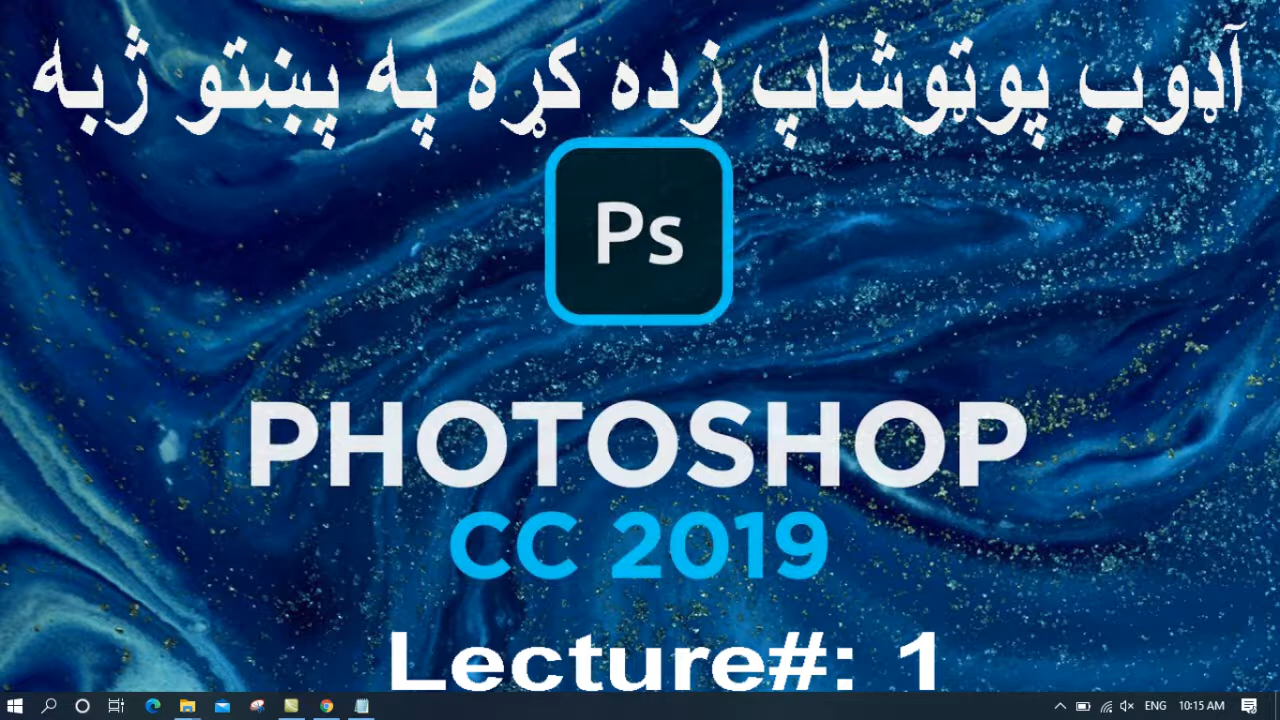 آډوب پوټوشاپ زده کړه په پښتو ژبه
Ps
PHOTOSHOP
CC 2019
Lecture#: 1
ENG 10:15 AM